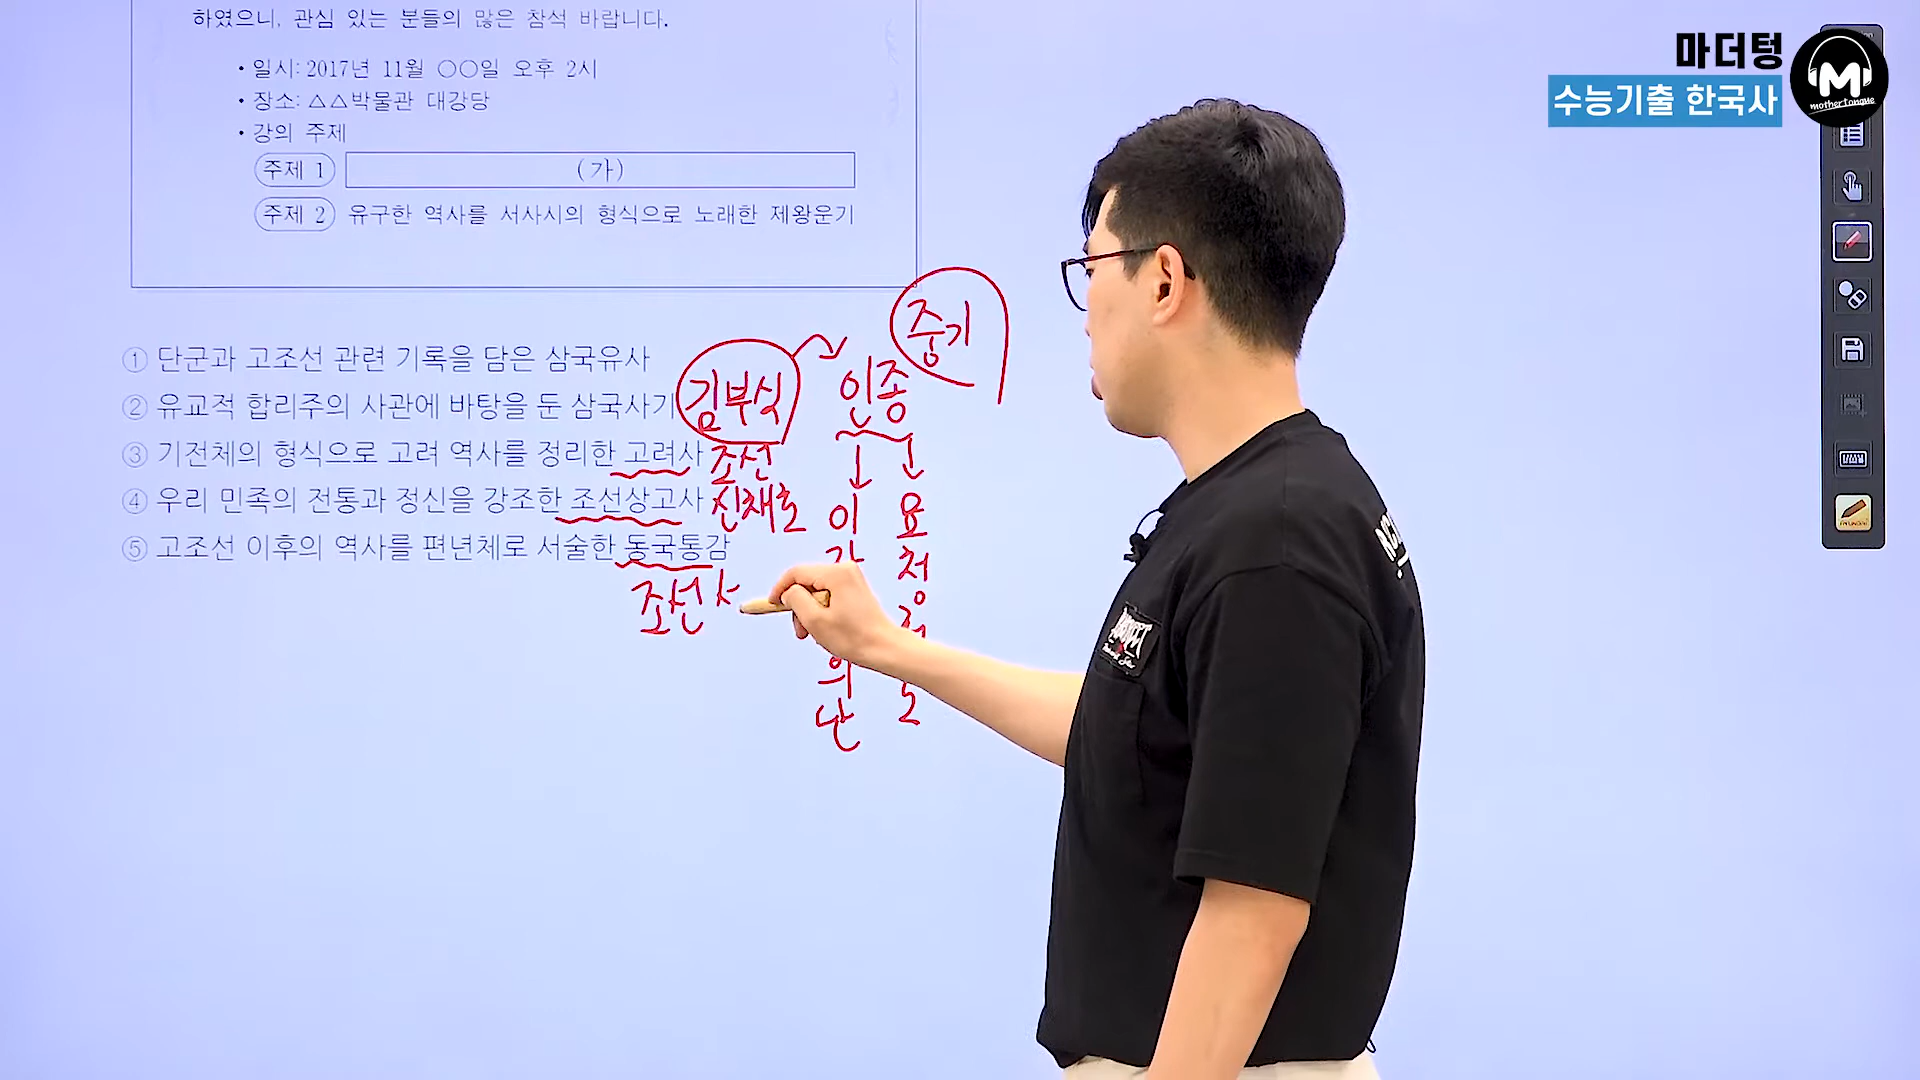 하였으니, 관심 있는 분들의 많은 참석 바랍니다.
• 일시: 2017년 11월 ○○일 오후 2시
• 장소: △△박물관 대강당
• 강의 주제
주제 1 (가)
주제 2 유구한 역사를 서사시의 형식으로 노래한 제왕운기
① 단군과 고조선 관련 기록을 담은 삼국유사
② 유교적 합리주의 사관에 바탕을 둔 삼국사기
③ 기전체의 형식으로 고려 역사를 정리한 고려사
④ 우리 민족의 전통과 정신을 강조한 조선상고사
⑤ 고조선 이후의 역사를 편년체로 서술한 동국통감
김부식
조선
신채호
조선
중기
인종
이
의
난
요
청
마더텅
수능기출 한국사
M
mothertongue